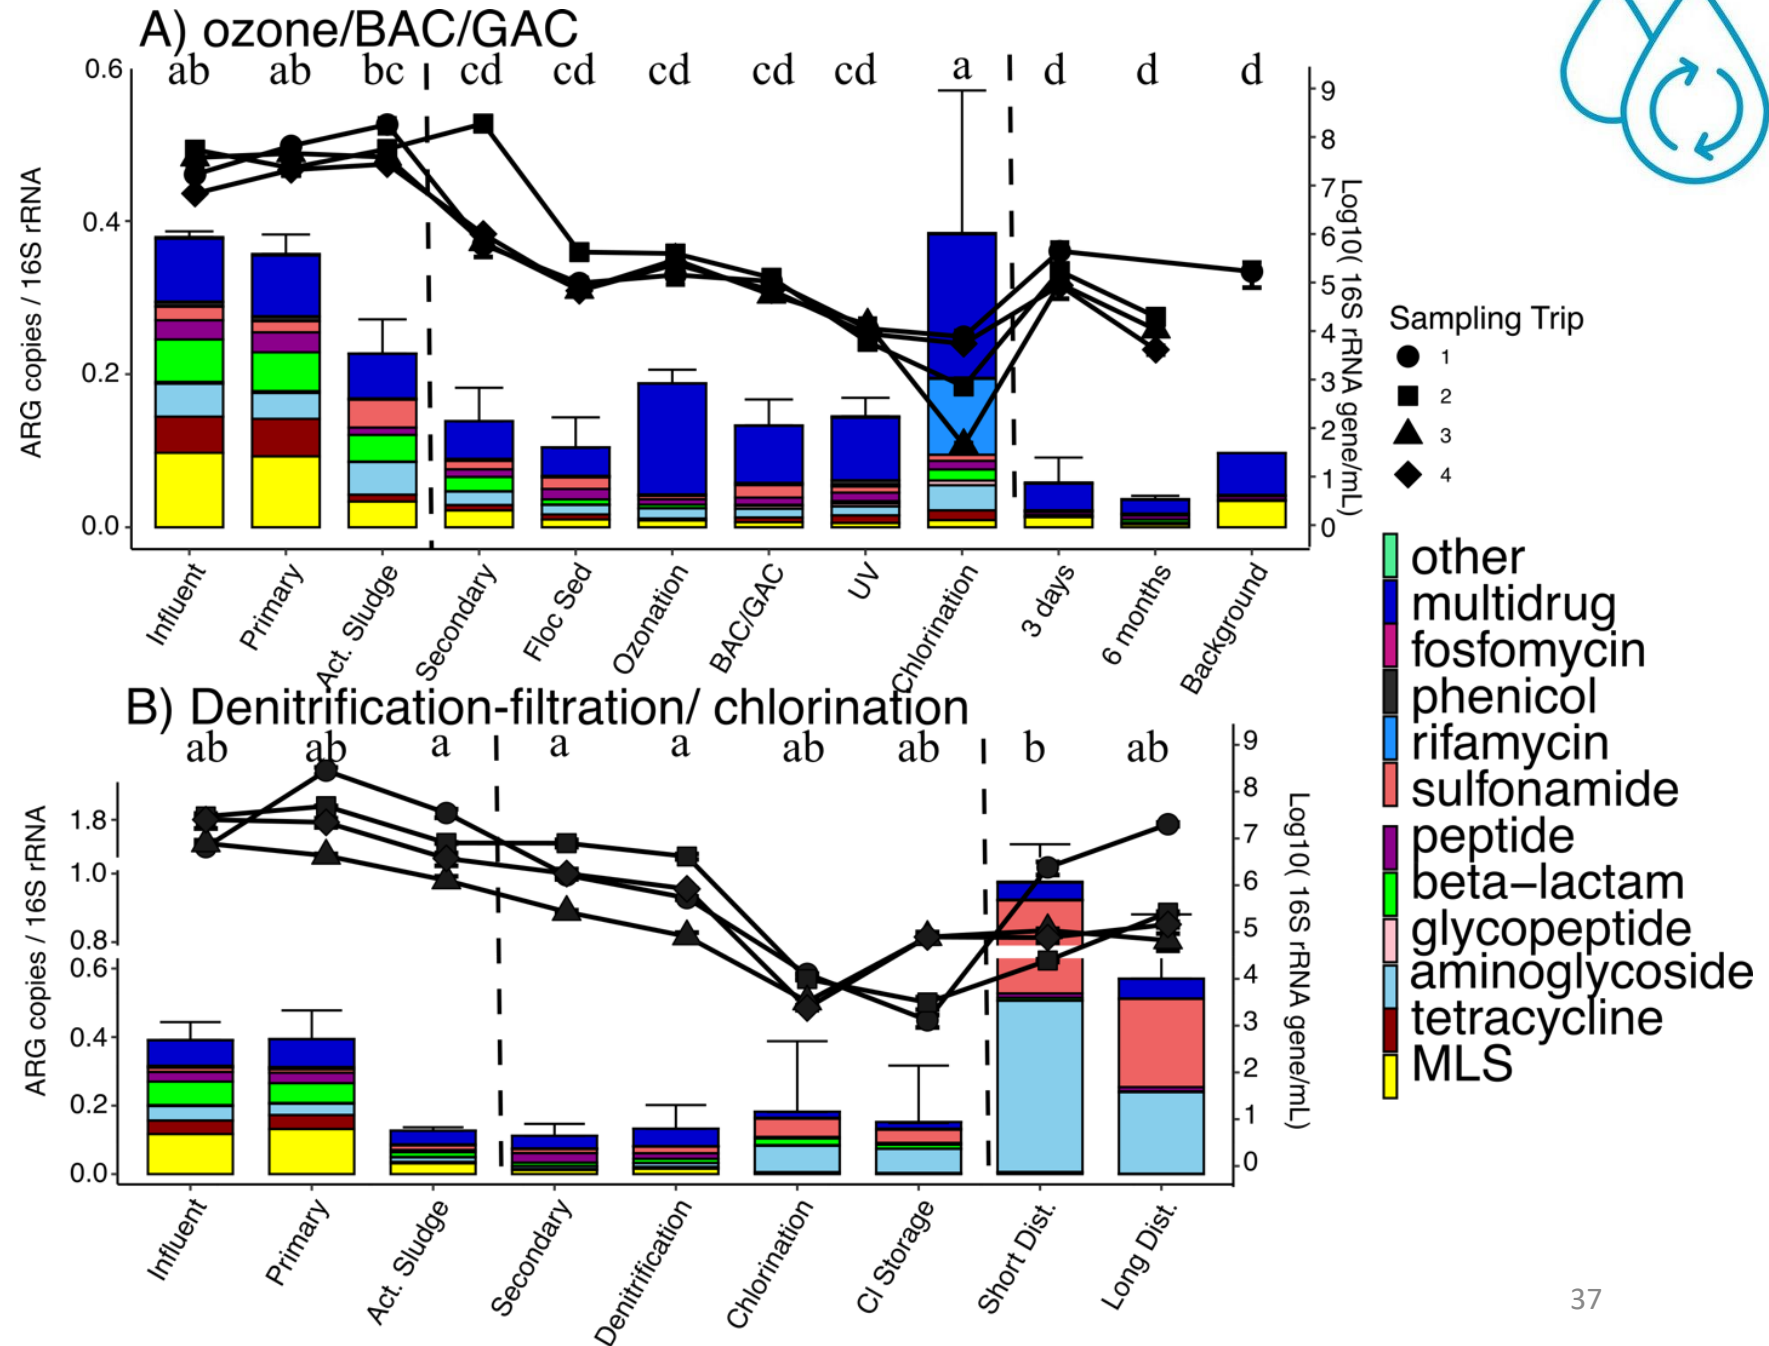 A) ozone/BAC/GAC
ab ab bc cd cd cd cd cd a d d d
0.6
0.4
0.2
0.0
ARG copies / 16S rRNA
9
8
7
6
5
4
3
2
1
0
Log10( 16S rRNA gene/mL)
Influent
Primary
Act. Sludge
Secondary
Floc Sed
Ozonation
BAC/GAC
UV
Chlorination
3 days
6 months
Background
B) Denitrification-filtration/ chlorination
ab ab a a a ab ab b ab
1.8
1.0
0.8
0.6
0.4
0.2
0.0
ARG copies / 16S rRNA
9
8
7
6
5
4
3
2
1
0
Log10( 16S rRNA gene/mL)
Influent
Primary
Act. Sludge
Secondary
Denitrification
Chlorination
Cl Storage
Short Dist.
Long Dist.
Sampling Trip
1
2
3
4
other
multidrug
fosfomycin
phenicol
rifamycin
sulfonamide
peptide
beta−lactam
glycopeptide
aminoglycoside
tetracycline
MLS
37